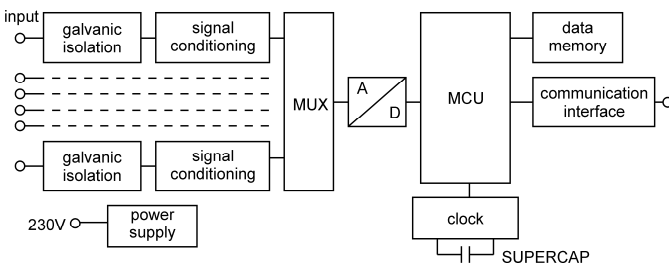 input
galvanic
isolation
signal
conditioning
data
memory
MUX
A
D
MCU
communication
interface
galvanic
isolation
signal
conditioning
230V
power
supply
clock
SUPERCAP